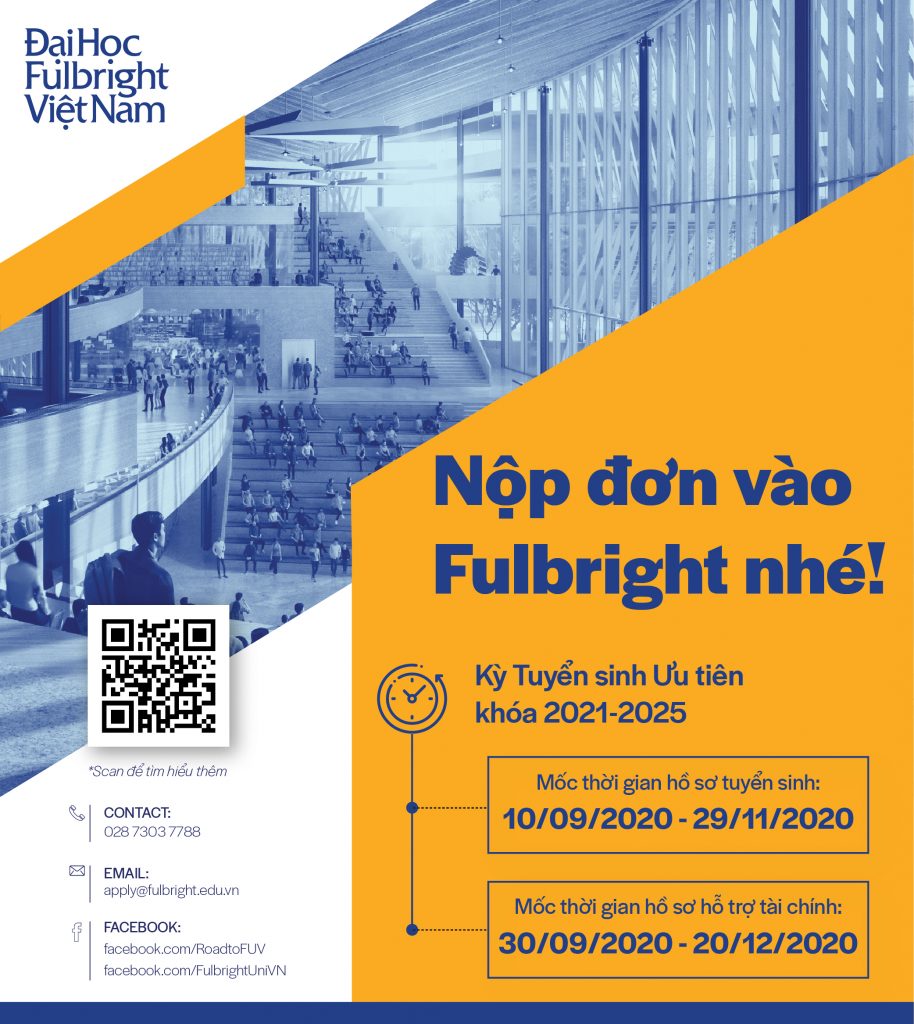 Đại Học
Fulbright
Việt Nam
Nộp đơn vào
Fulbright nhé!
Kỳ Tuyển sinh Ưu tiên
khóa 2021-2025
Mốc thời gian hồ sơ tuyển sinh:
10/09/2020 - 29/11/2020
Mốc thời gian hồ sơ hỗ trợ tài chính:
30/09/2020 - 20/12/2020
*Scan để tìm hiểu thêm
CONTACT:
028 7303 7788
EMAIL:
apply@fulbright.edu.vn
FACEBOOK:
facebook.com/RoadtoFUV
facebook.com/FulbrightUniVN